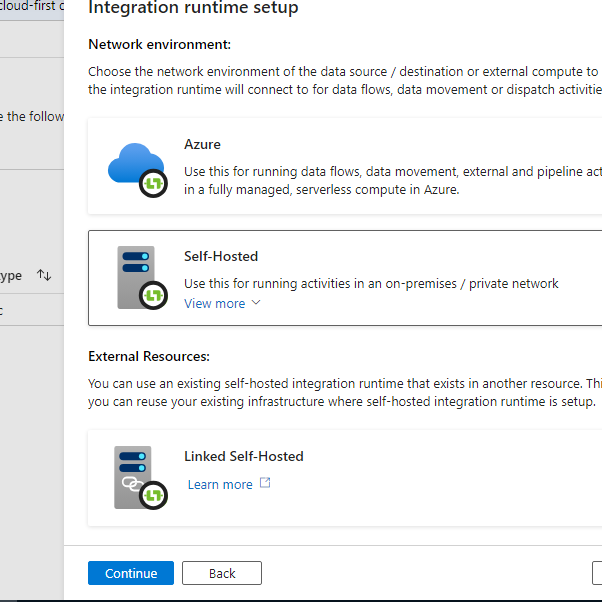 cloud-first
Integration runtime setup
Network environment:
Choose the network environment of the data source / destination or external compute to
the integration runtime will connect to for data flows, data movement or dispatch activitie
e the follow
Azure
Use this for running data flows, data movement, external and pipeline act
in a fully managed, serverless compute in Azure.
Self-Hosted
Use this for running activities in an on-premises / private network
View more
ype
External Resources:
You can use an existing self-hosted integration runtime that exists in another resource. Thi
you can reuse your existing infrastructure where self-hosted integration runtime is setup.
Linked Self-Hosted
Learn more
Continue
Back